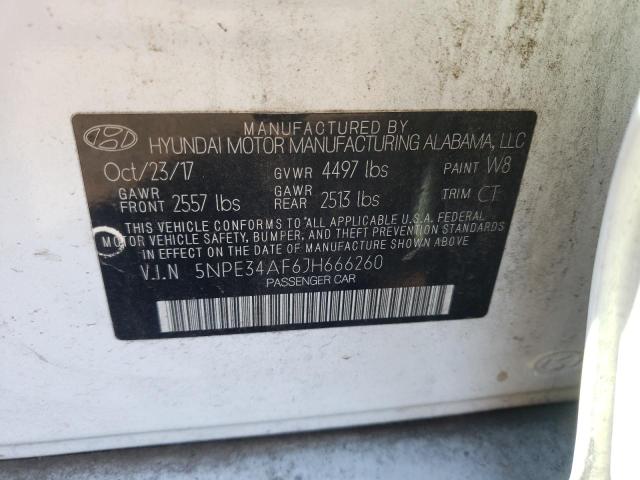 MANUFACTURED BY
HYUNDAI MOTOR MANUFACTURING ALABAMA, LLC
Oct/23/17 GVWR 4497 lbs PAINT W8
GAWR FRONT 2557 lbs GAWR REAR 2513 lbs TRIM CT
THIS VEHICLE CONFORMS TO ALL APPLICABLE U.S.A. FEDERAL
MOTOR VEHICLE SAFETY, BUMPER, AND THEFT PREVENTION STANDARDS
IN EFFECT ON THE DATE OF MANUFACTURE SHOWN ABOVE.
V.I.N 5NPE34AF6JH666260
PASSENGER CAR